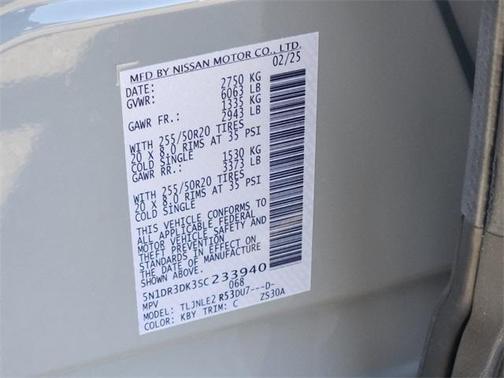 MFD BY NISSAN MOTOR CO., LTD.
DATE: 02/25
GVWR: 2750 KG
6063 LB
GAWR FR.: 1335 KG
2943 LB
WITH 255/50R20 TIRES
20 X 8.0 RIMS AT 35 PSI
COLD SINGLE
GAWR RR.: 1530 KG
3373 LB
WITH 255/50R20 TIRES
20 X 8.0 RIMS AT 35 PSI
COLD SINGLE
THIS VEHICLE CONFORMS TO
ALL APPLICABLE FEDERAL
MOTOR VEHICLE SAFETY AND
THEFT PREVENTION
STANDARDS IN EFFECT ON
THE DATE OF MANUFACTURE
SHOWN ABOVE.
5N1DR3DK3SC233940
MPV 068
MODEL: TLJNLE2 R53DU7---D-
COLOR: KBY TRIM: C ZS30A